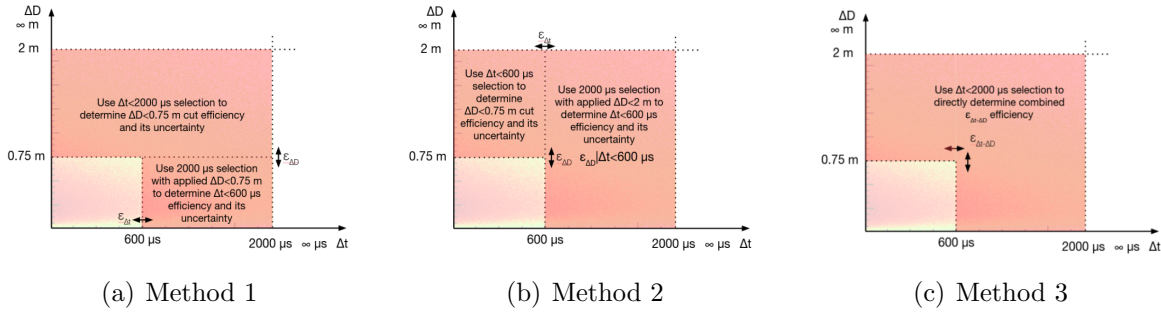 ΔD
∞ m
2 m
Use Δt<2000 μs selection to
determine ΔD<0.75 m cut efficiency
and its uncertainty
0.75 m
ε_ΔD
Use 2000 μs selection
with applied ΔD<0.75 m
to determine Δt<600 μs
efficiency and its
uncertainty
ε_Δt
600 μs
2000 μs ∞ μs Δt
(a) Method 1
ΔD
∞ m
ε_Δt
2 m
Use Δt<600 μs
selection to
determine
ΔD<0.75 m cut
efficiency and its
uncertainty
Use 2000 μs selection
with applied ΔD<2 m to
determine Δt<600 μs
efficiency and its
uncertainty
0.75 m
ε_ΔD ε_ΔD|Δt<600 μs
600 μs
2000 μs ∞ μs Δt
(b) Method 2
ΔD
∞ m
2 m
Use Δt<2000 μs selection to
directly determine combined
efficiency
ε_Δt-ΔD
ε_Δt-ΔD
0.75 m
600 μs
2000 μs ∞ μs Δt
(c) Method 3